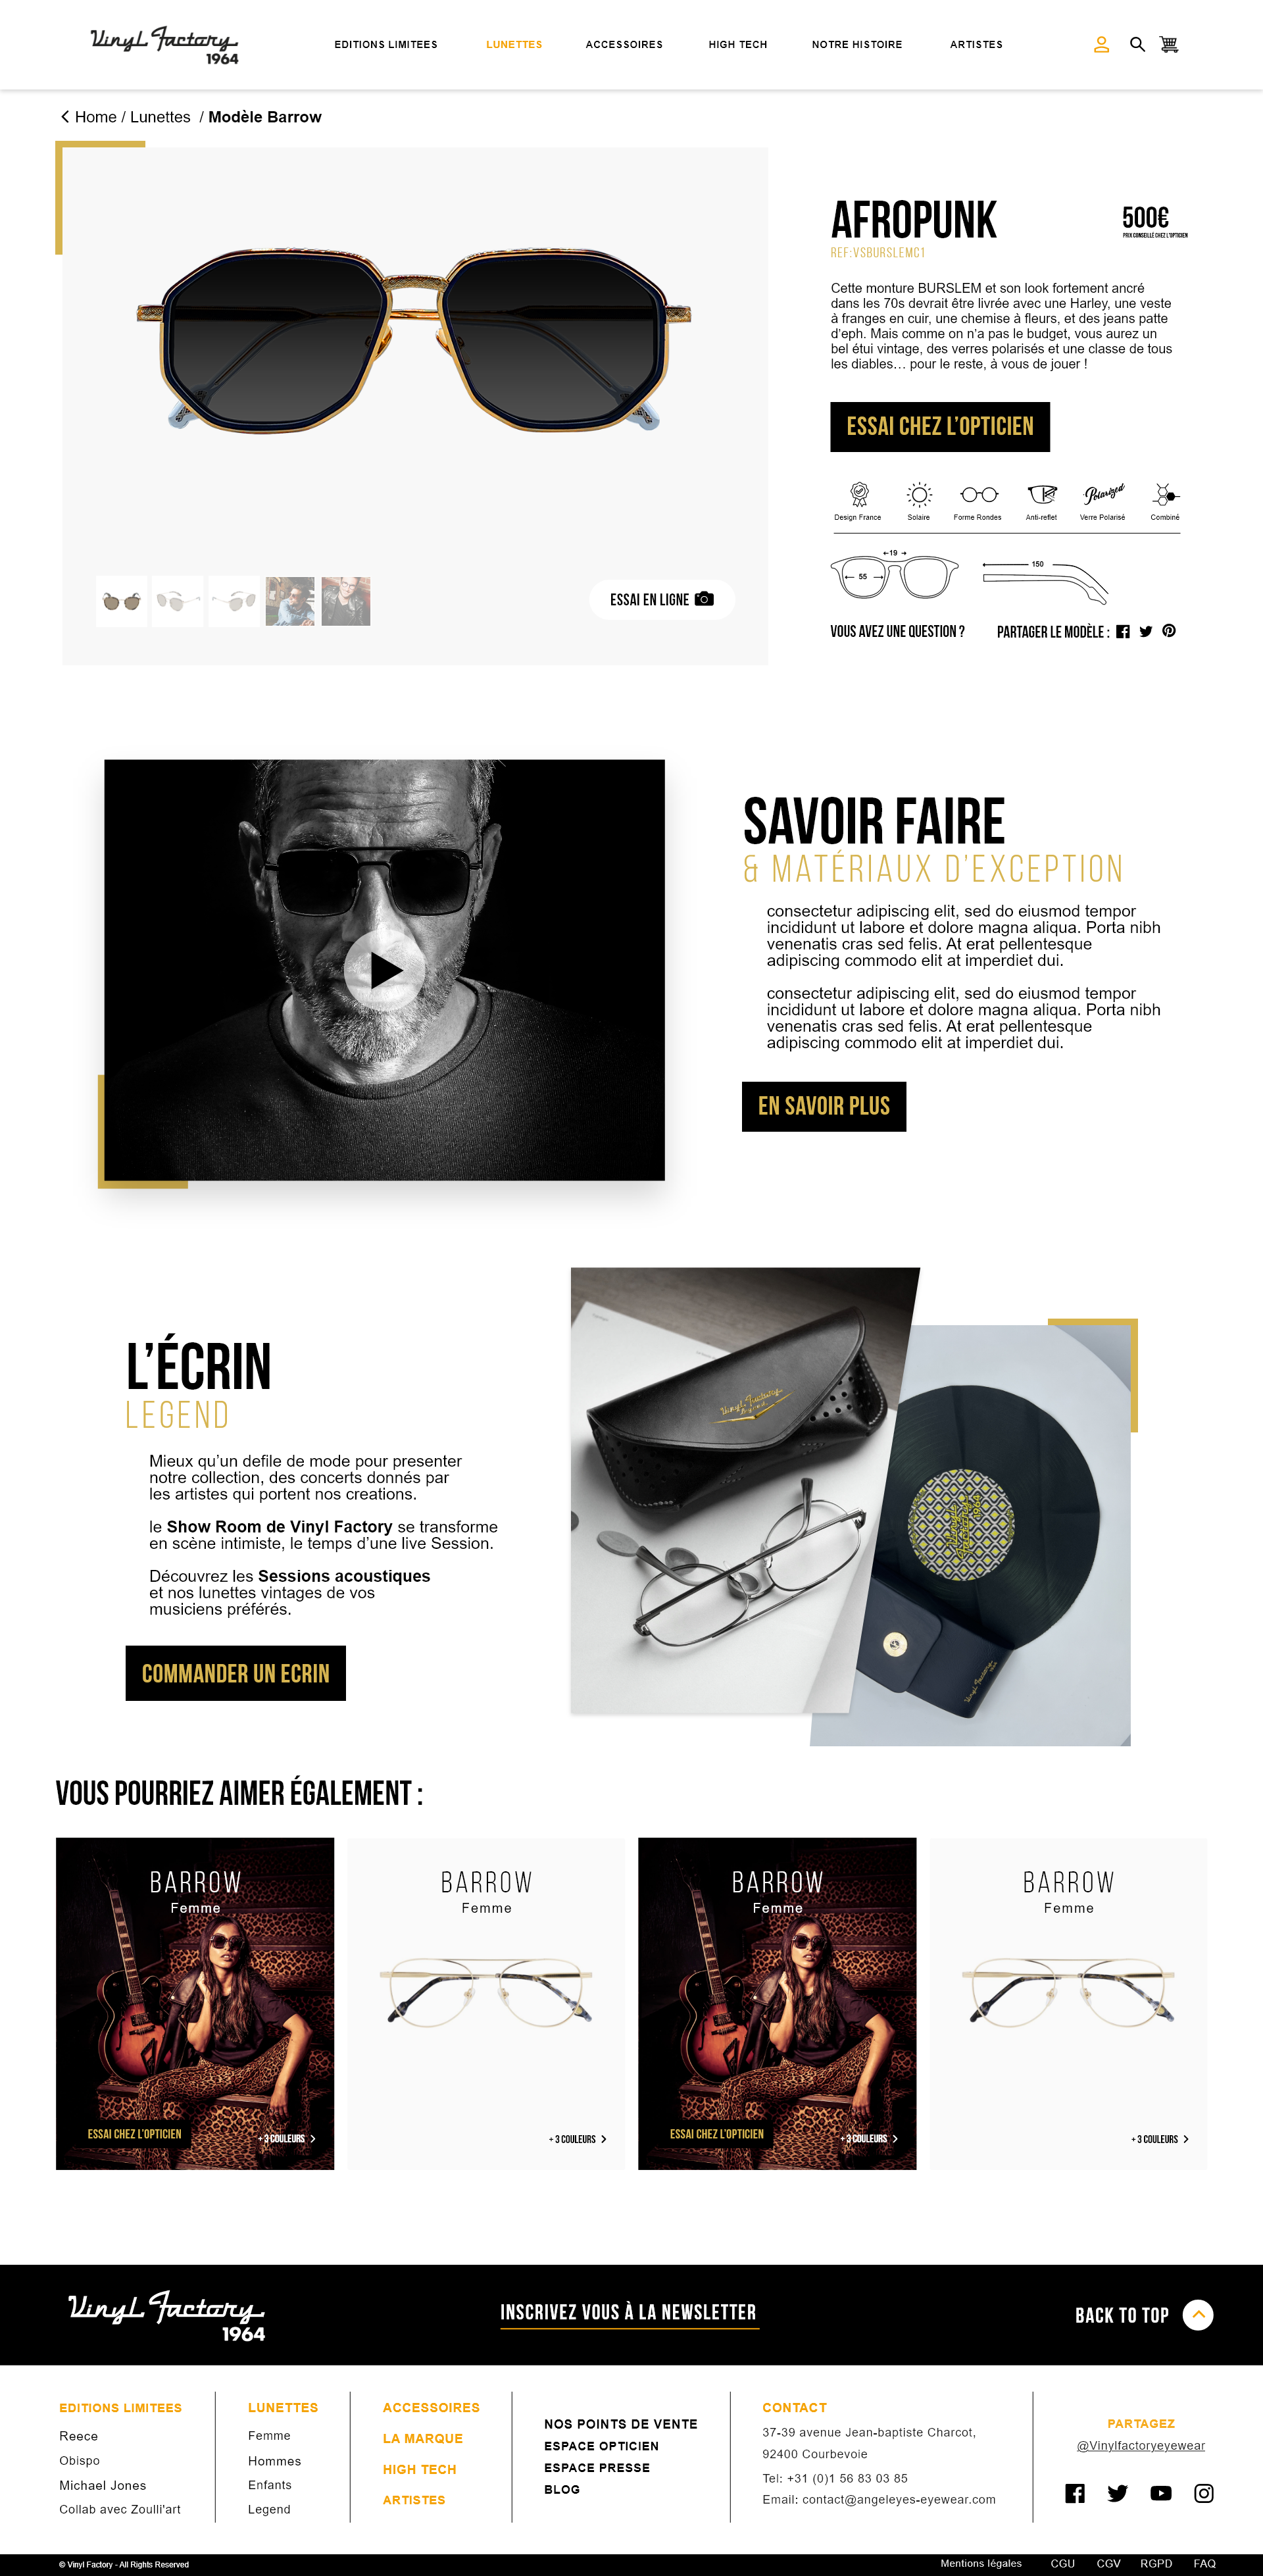 Vinyl Factory
1964
EDITIONS LIMITEES
LUNETTES
ACCESSOIRES
HIGH TECH
NOTRE HISTOIRE
ARTISTES
Home / Lunettes / Modèle Barrow
AFROPUNK
500€
PRIX CONSEILLÉ CHEZ L'OPTICIEN
REF:VSBURSLEMC1
Cette monture BURSLEM et son look fortement ancré
dans les 70s devrait être livrée avec une Harley, une veste
à franges en cuir, une chemise à fleurs, et des jeans patte
d’eph. Mais comme on n’a pas le budget, vous aurez un
bel étui vintage, des verres polarisés et une classe de tous
les diables… pour le reste, à vous de jouer !
ESSAI CHEZ L’OPTICIEN
Polarized
Design France
Solaire
Forme Rondes
Anti-reflet
Verre Polarisé
Combiné
19
55
150
ESSAI EN LIGNE
VOUS AVEZ UNE QUESTION ?
PARTAGER LE MODÈLE :
SAVOIR FAIRE
& MATÉRIAUX D’EXCEPTION
consectetur adipiscing elit, sed do eiusmod tempor
incididunt ut labore et dolore magna aliqua. Porta nibh
venenatis cras sed felis. At erat pellentesque
adipiscing commodo elit at imperdiet dui.
consectetur adipiscing elit, sed do eiusmod tempor
incididunt ut labore et dolore magna aliqua. Porta nibh
venenatis cras sed felis. At erat pellentesque
adipiscing commodo elit at imperdiet dui.
EN SAVOIR PLUS
L’ÉCRIN
LEGEND
Mieux qu’un defile de mode pour presenter
notre collection, des concerts donnés par
les artistes qui portent nos creations.
le Show Room de Vinyl Factory se transforme
en scène intimiste, le temps d’une live Session.
Découvrez les Sessions acoustiques
et nos lunettes vintages de vos
musiciens préférés.
COMMANDER UN ECRIN
Vinyl Factory
Legend
Vinyl
Factory
1964
Vinyl Factory
VOUS POURRIEZ AIMER ÉGALEMENT :
BARROW
Femme
ESSAI CHEZ L’OPTICIEN
+ 3 COULEURS
BARROW
Femme
+ 3 COULEURS
BARROW
Femme
ESSAI CHEZ L’OPTICIEN
+ 3 COULEURS
BARROW
Femme
+ 3 COULEURS
Vinyl Factory
1964
INSCRIVEZ VOUS À LA NEWSLETTER
BACK TO TOP
EDITIONS LIMITEES
Reece
Obispo
Michael Jones
Collab avec Zoulli'art
LUNETTES
Femme
Hommes
Enfants
Legend
ACCESSOIRES
LA MARQUE
HIGH TECH
ARTISTES
NOS POINTS DE VENTE
ESPACE OPTICIEN
ESPACE PRESSE
BLOG
CONTACT
37-39 avenue Jean-baptiste Charcot,
92400 Courbevoie
Tel: +31 (0)1 56 83 03 85
Email: contact@angeleyes-eyewear.com
PARTAGEZ
@Vinylfactoryeyewear
© Vinyl Factory - All Rights Reserved
Mentions légales
CGU
CGV
RGPD
FAQ